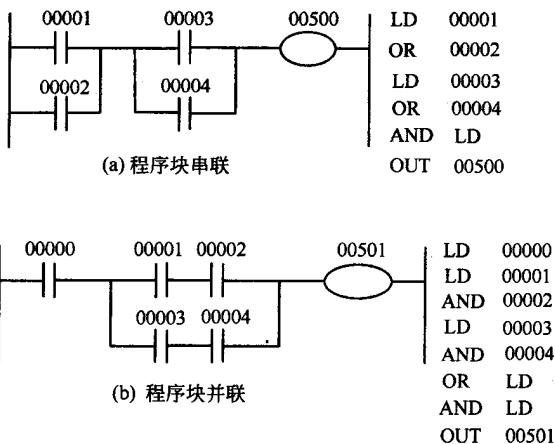 00001 00003 00500
00002 00004
(a) 程序块串联
LD 00001
OR 00002
LD 00003
OR 00004
AND LD
OUT 00500
00000 00001 00002 00501
00003 00004
(b) 程序块并联
LD 00000
LD 00001
AND 00002
LD 00003
AND 00004
OR LD
AND LD
OUT 00501